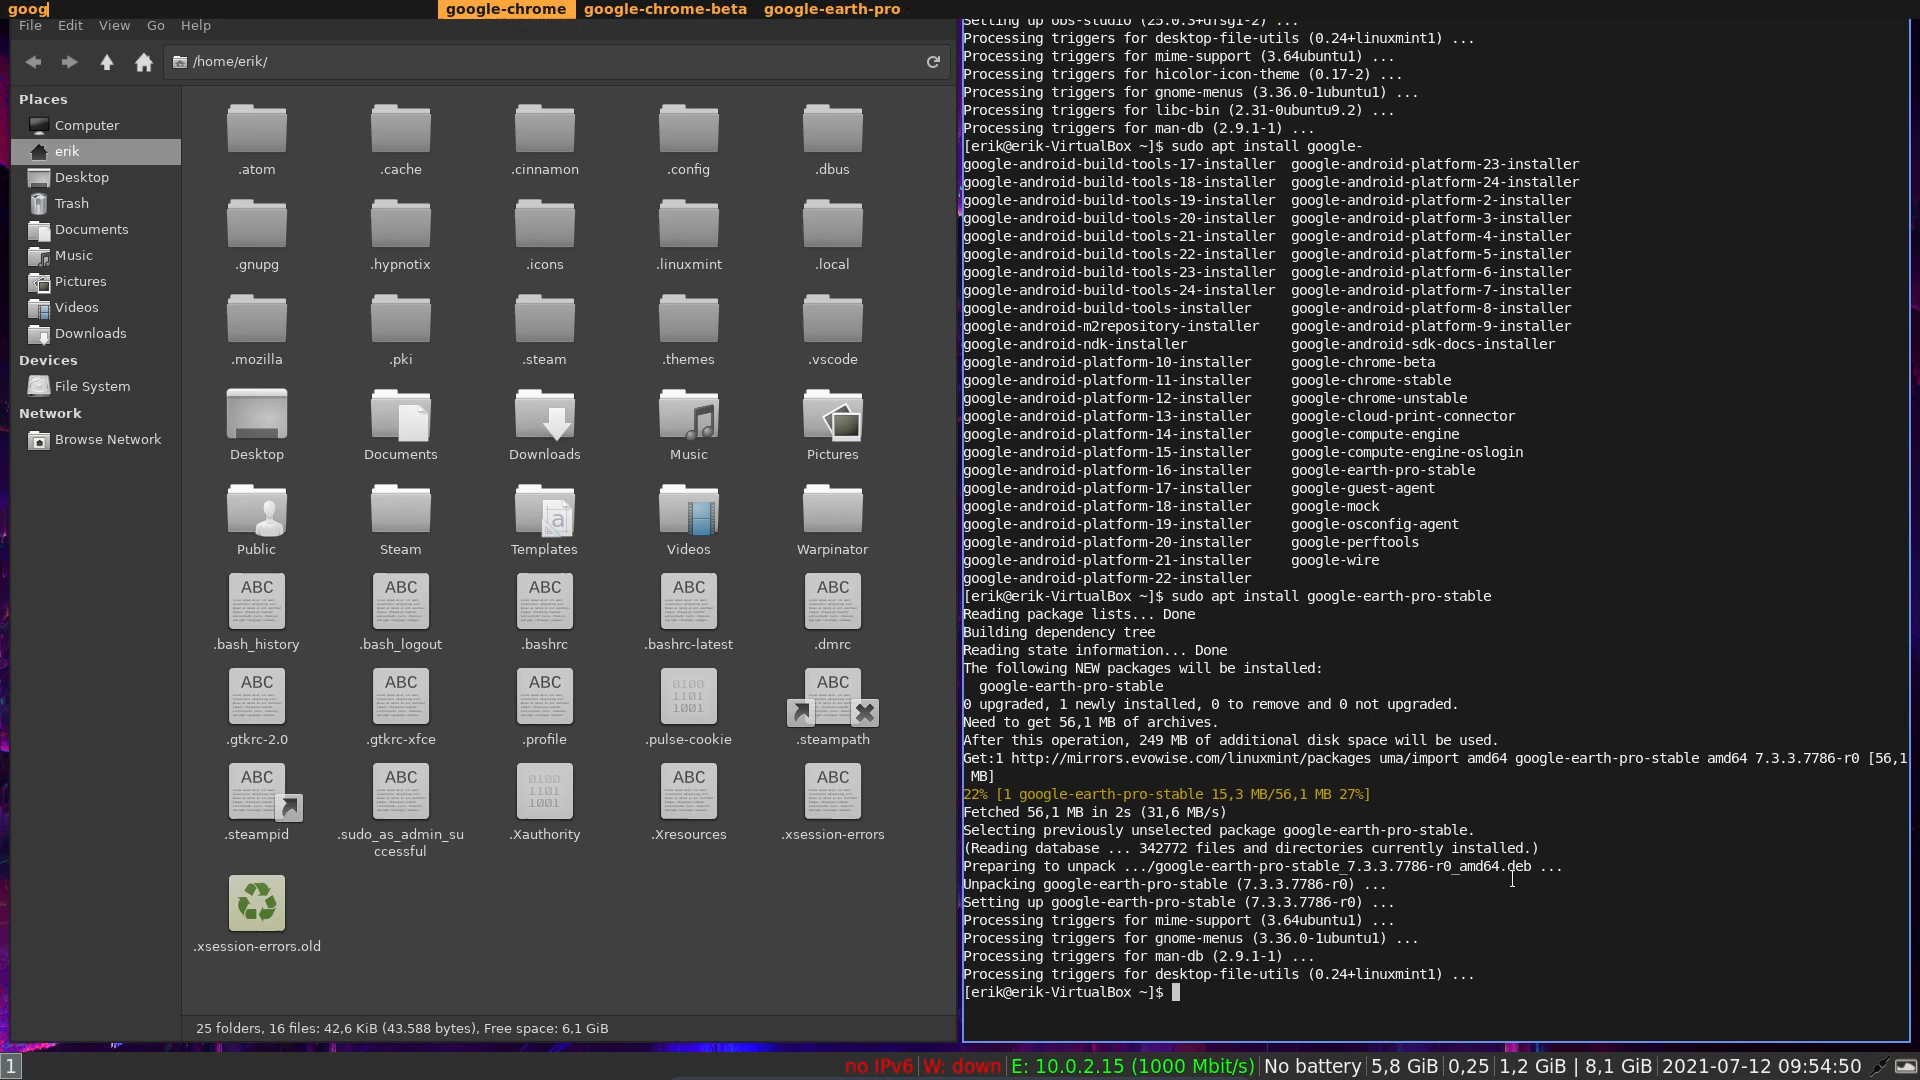 goog
google-chrome google-chrome-beta google-earth-pro
File Edit View Go Help
/home/erik/
Places
Computer
erik
Desktop
Trash
Documents
Music
Pictures
Videos
Downloads
Devices
File System
Network
Browse Network
.atom .cache .cinnamon .config .dbus
.gnupg .hypnotix .icons .linuxmint .local
.mozilla .pki .steam .themes .vscode
Desktop Documents Downloads Music Pictures
Public Steam Templates Videos Warpinator
ABC ABC ABC ABC ABC
.bash_history .bash_logout .bashrc .bashrc-latest .dmrc
ABC ABC ABC 0100 1101 1001 ABC
.gtkrc-2.0 .gtkrc-xfce .profile .pulse-cookie .steampath
ABC ABC 0100 1101 1001 ABC ABC
.steampid .sudo_as_admin_su .Xauthority .Xresources .xsession-errors
ccessful
.xsession-errors.old
25 folders, 16 files: 42,6 KiB (43.588 bytes), Free space: 6,1 GiB
Setting up obs-studio (25.0.3+dfsg1-2) ...
Processing triggers for desktop-file-utils (0.24+linuxmint1) ...
Processing triggers for mime-support (3.64ubuntu1) ...
Processing triggers for hicolor-icon-theme (0.17-2) ...
Processing triggers for gnome-menus (3.36.0-1ubuntu1) ...
Processing triggers for libc-bin (2.31-0ubuntu9.2) ...
Processing triggers for man-db (2.9.1-1) ...
[erik@erik-VirtualBox ~]$ sudo apt install google-
google-android-build-tools-17-installer google-android-platform-23-installer
google-android-build-tools-18-installer google-android-platform-24-installer
google-android-build-tools-19-installer google-android-platform-2-installer
google-android-build-tools-20-installer google-android-platform-3-installer
google-android-build-tools-21-installer google-android-platform-4-installer
google-android-build-tools-22-installer google-android-platform-5-installer
google-android-build-tools-23-installer google-android-platform-6-installer
google-android-build-tools-24-installer google-android-platform-7-installer
google-android-build-tools-installer google-android-platform-8-installer
google-android-m2repository-installer google-android-platform-9-installer
google-android-ndk-installer google-android-sdk-docs-installer
google-android-platform-10-installer google-chrome-beta
google-android-platform-11-installer google-chrome-stable
google-android-platform-12-installer google-chrome-unstable
google-android-platform-13-installer google-cloud-print-connector
google-android-platform-14-installer google-compute-engine
google-android-platform-15-installer google-compute-engine-oslogin
google-android-platform-16-installer google-earth-pro-stable
google-android-platform-17-installer google-guest-agent
google-android-platform-18-installer google-mock
google-android-platform-19-installer google-osconfig-agent
google-android-platform-20-installer google-perftools
google-android-platform-21-installer google-wire
google-android-platform-22-installer
[erik@erik-VirtualBox ~]$ sudo apt install google-earth-pro-stable
Reading package lists... Done
Building dependency tree
Reading state information... Done
The following NEW packages will be installed:
google-earth-pro-stable
0 upgraded, 1 newly installed, 0 to remove and 0 not upgraded.
Need to get 56,1 MB of archives.
After this operation, 249 MB of additional disk space will be used.
Get:1 http://mirrors.evowise.com/linuxmint/packages uma/import amd64 google-earth-pro-stable amd64 7.3.3.7786-r0 [56,1
MB]
22% [1 google-earth-pro-stable 15,3 MB/56,1 MB 27%]
Fetched 56,1 MB in 2s (31,6 MB/s)
Selecting previously unselected package google-earth-pro-stable.
(Reading database ... 342772 files and directories currently installed.)
Preparing to unpack .../google-earth-pro-stable_7.3.3.7786-r0_amd64.deb ...
Unpacking google-earth-pro-stable (7.3.3.7786-r0) ...
Setting up google-earth-pro-stable (7.3.3.7786-r0) ...
Processing triggers for mime-support (3.64ubuntu1) ...
Processing triggers for gnome-menus (3.36.0-1ubuntu1) ...
Processing triggers for man-db (2.9.1-1) ...
Processing triggers for desktop-file-utils (0.24+linuxmint1) ...
[erik@erik-VirtualBox ~]$
1 no IPv6 | W: down | E: 10.0.2.15 (1000 Mbit/s) | No battery | 5,8 GiB | 0,25 | 1,2 GiB | 8,1 GiB | 2021-07-12 09:54:50